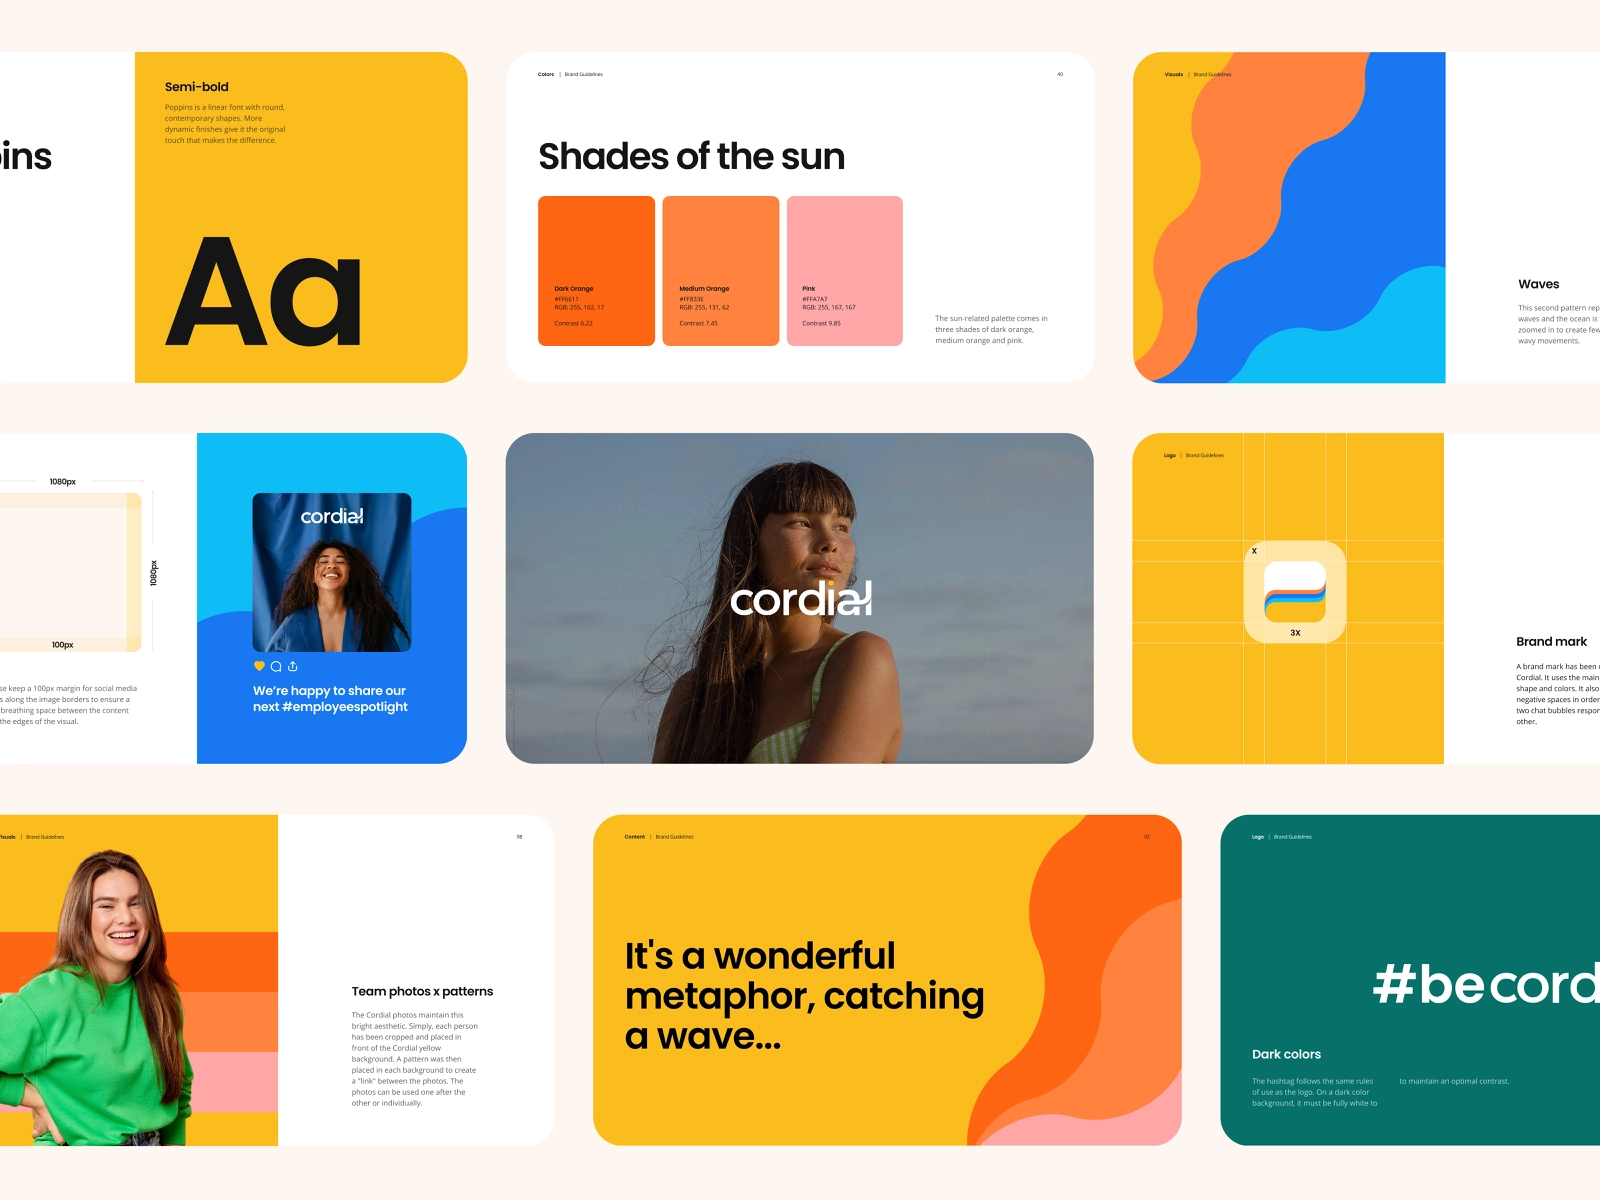 ins
Semi-bold
Poppins is a linear font with round,
contemporary shapes. More
dynamic finishes give it the original
touch that makes the difference.
Aa
Colors | Brand Guidelines
40
Shades of the sun
Dark Orange
#FF6611
RGB: 255, 102, 17
Contrast 6.22
Medium Orange
#FF833E
RGB: 255, 131, 62
Contrast 7.45
Pink
#FFA7A7
RGB: 255, 167, 167
Contrast 9.85
The sun-related palette comes in
three shades of dark orange,
medium orange and pink.
Visuals | Brand Guidelines
Waves
This second pattern rep
waves and the ocean is
zoomed in to create few
wavy movements.
1080px
1080px
100px
se keep a 100px margin for social media
s along the image borders to ensure a
breathing space between the content
the edges of the visual.
cordial
We're happy to share our
next #employeespotlight
cordial
Logo | Brand Guidelines
X
3X
Brand mark
A brand mark has been
Cordial. It uses the main
shape and colors. It also
negative spaces in order
two chat bubbles respon
other.
Visuals | Brand Guidelines
98
Team photos x patterns
The Cordial photos maintain this
bright aesthetic. Simply, each person
has been cropped and placed in
front of the Cordial yellow
background. A pattern was then
placed in each background to create
a "link" between the photos. The
photos can be used one after the
other or individually.
Content | Brand Guidelines
It's a wonderful
metaphor, catching
a wave...
Logo | Brand Guidelines
#becord
Dark colors
The hashtag follows the same rules
of use as the logo. On a dark color
background, it must be fully white to
to maintain an optimal contrast.